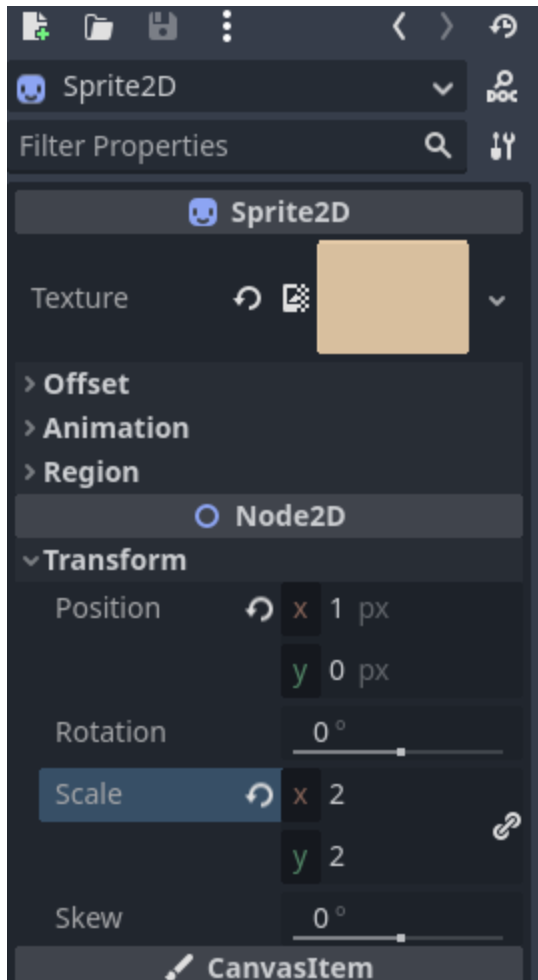 Sprite2D
DOC
Filter Properties
Sprite2D
Texture
Offset
Animation
Region
Node2D
Transform
Position x 1 px
y 0 px
Rotation 0 °
Scale x 2
y 2
Skew 0 °
CanvasItem